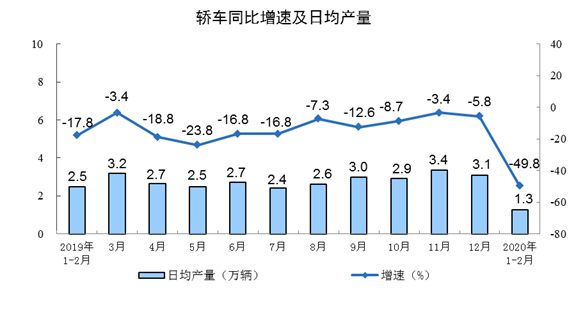 轿车同比增速及日均产量
10
8
6
4
2
0
40
20
0
-20
-40
-60
-80
-17.8
-3.4
-18.8
-23.8
-16.8
-16.8
-7.3
-12.6
-8.7
-3.4
-5.8
-49.8
2.5
3.2
2.7
2.5
2.7
2.4
2.6
3.0
2.9
3.4
3.1
1.3
2019年
1-2月
3月
4月
5月
6月
7月
8月
9月
10月
11月
12月
2020年
1-2月
日均产量（万辆）
增速（%）